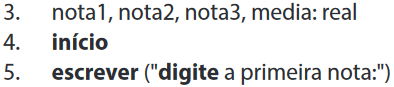 3. nota1, nota2, nota3, media: real
4. início
5. escrever ("digite a primeira nota:")